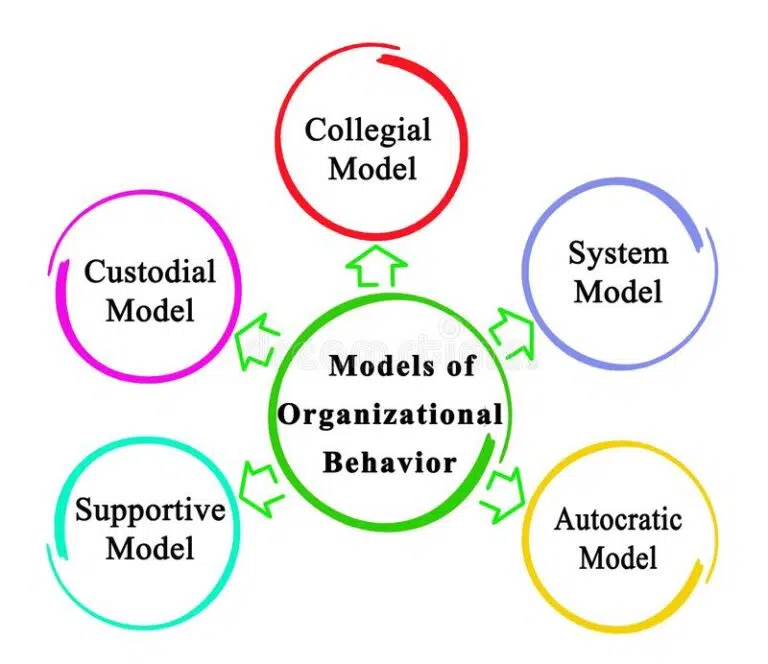 Collegial
Model
Custodial
Model
System
Model
Models of
Organizational
Behavior
Supportive
Model
Autocratic
Model